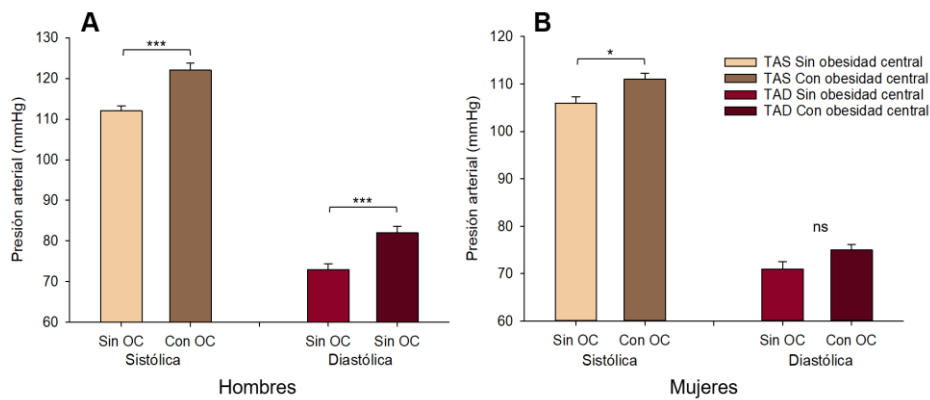 A
Presión arterial (mmHg)
130
120
110
100
90
80
70
60
***
***
Sin OC Con OC Sin OC Sin OC
Sistólica Diastólica
Hombres
B
Presión arterial (mmHg)
120
110
100
90
80
70
60
*
ns
TAS Sin obesidad central
TAS Con obesidad central
TAD Sin obesidad central
TAD Con obesidad central
Sin OC Con OC Sin OC Con OC
Sistólica Diastólica
Mujeres